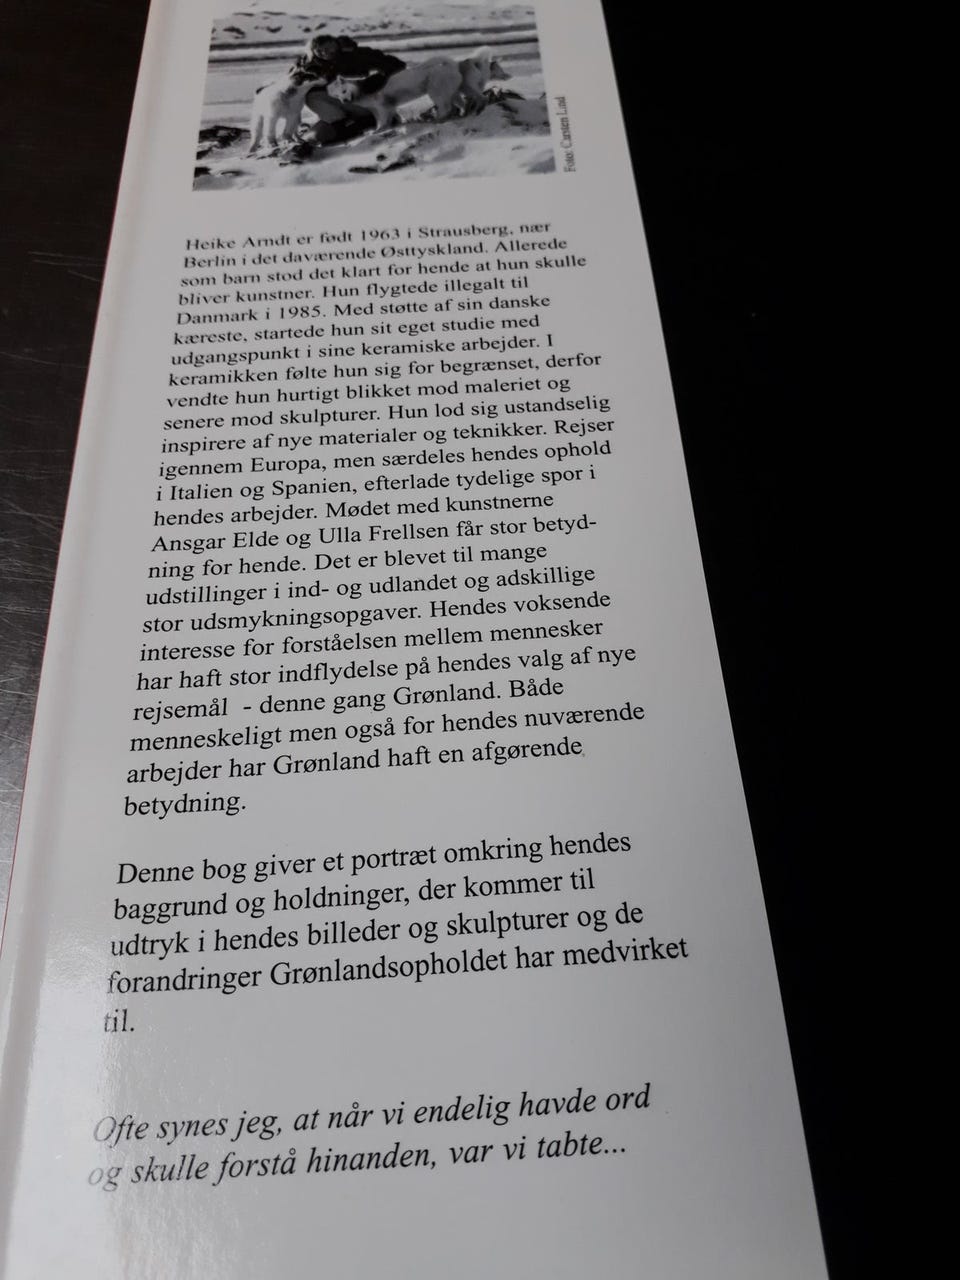 Foto: Carsten Lind
Heike Arndt er født 1963 i Strausberg, nær
Berlin i det daværende Østtyskland. Allerede
som barn stod det klart for hende at hun skulle
bliver kunstner. Hun flygtede illegalt til
Danmark i 1985. Med støtte af sin danske
kæreste, startede hun sit eget studie med
udgangspunkt i sine keramiske arbejder. I
keramikken følte hun sig for begrænset, derfor
vendte hun hurtigt blikket mod maleriet og
senere mod skulpturer. Hun lod sig ustandselig
inspirere af nye materialer og teknikker. Rejser
igennem Europa, men særdeles hendes ophold
i Italien og Spanien, efterlade tydelige spor i
hendes arbejder. Mødet med kunstnerne
Ansgar Elde og Ulla Frellsen får stor betyd-
ning for hende. Det er blevet til mange
udstillinger i ind- og udlandet og adskillige
stor udsmykningsopgaver. Hendes voksende
interesse for forståelsen mellem mennesker
har haft stor indflydelse på hendes valg af nye
rejsemål - denne gang Grønland. Både
menneskeligt men også for hendes nuværende
arbejder har Grønland haft en afgørende
betydning.
Denne bog giver et portræt omkring hendes
baggrund og holdninger, der kommer til
udtryk i hendes billeder og skulpturer og de
forandringer Grønlandsopholdet har medvirket
til.
Ofte synes jeg, at når vi endelig havde ord
og skulle forstå hinanden, var vi tabte...